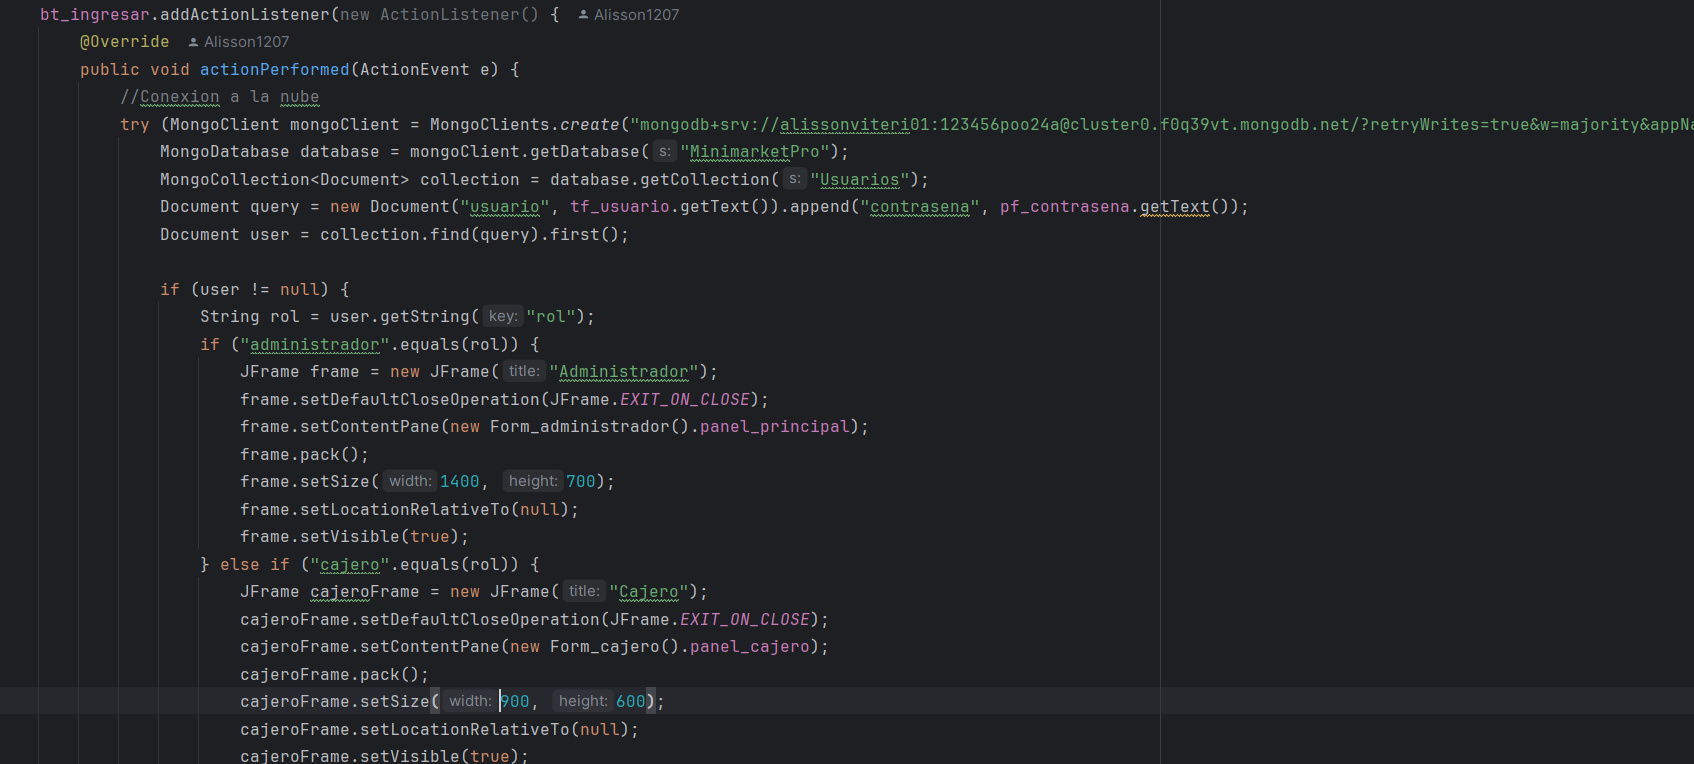 bt_ingresar.addActionListener(new ActionListener() { Alisson1207
@Override Alisson1207
public void actionPerformed(ActionEvent e) {
//Conexion a la nube
try (MongoClient mongoClient = MongoClients.create("mongodb+srv://alissonviteri01:123456poo24a@cluster0.f0q39vt.mongodb.net/?retryWrites=true&w=majority&appNa
MongoDatabase database = mongoClient.getDatabase( s: "MinimarketPro");
MongoCollection<Document> collection = database.getCollection( s: "Usuarios");
Document query = new Document("usuario", tf_usuario.getText()).append("contrasena", pf_contrasena.getText());
Document user = collection.find(query).first();
if (user != null) {
String rol = user.getString( key: "rol");
if ("administrador".equals(rol)) {
JFrame frame = new JFrame( title: "Administrador");
frame.setDefaultCloseOperation(JFrame.EXIT_ON_CLOSE);
frame.setContentPane(new Form_administrador().panel_principal);
frame.pack();
frame.setSize( width: 1400, height: 700);
frame.setLocationRelativeTo(null);
frame.setVisible(true);
} else if ("cajero".equals(rol)) {
JFrame cajeroFrame = new JFrame( title: "Cajero");
cajeroFrame.setDefaultCloseOperation(JFrame.EXIT_ON_CLOSE);
cajeroFrame.setContentPane(new Form_cajero().panel_cajero);
cajeroFrame.pack();
cajeroFrame.setSize( width: 900, height: 600);
cajeroFrame.setLocationRelativeTo(null);
cajeroFrame.setVisible(true);